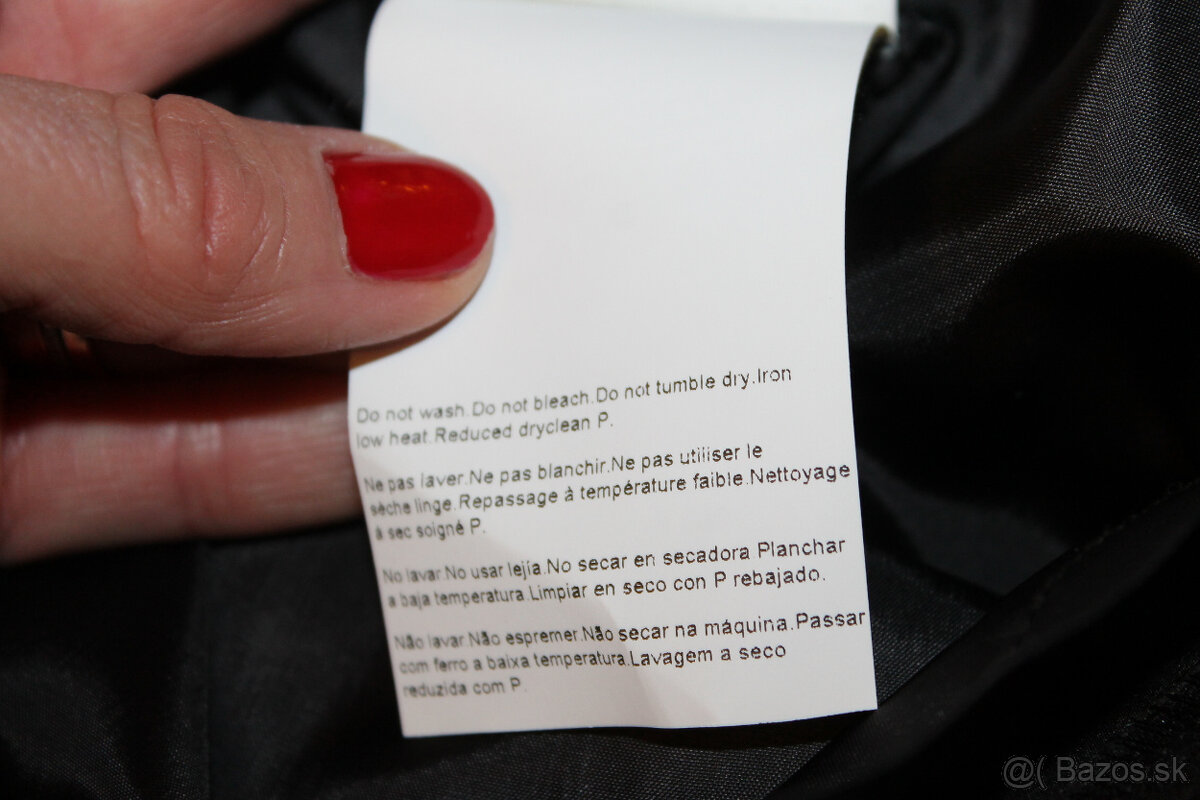 Do not wash.Do not bleach.Do not tumble dry.Iron
low heat.Reduced dryclean P.
Ne pas laver.Ne pas blanchir.Ne pas utiliser le
sèche linge.Repassage à température faible.Nettoyage
à sec soigné P.
No lavar.No usar lejía.No secar en secadora Planchar
a baja temperatura.Limpiar en seco con P rebajado.
Não lavar.Não espremer.Não secar na máquina.Passar
com ferro a baixa temperatura.Lavagem a seco
reduzida com P.
@( Bazos.sk